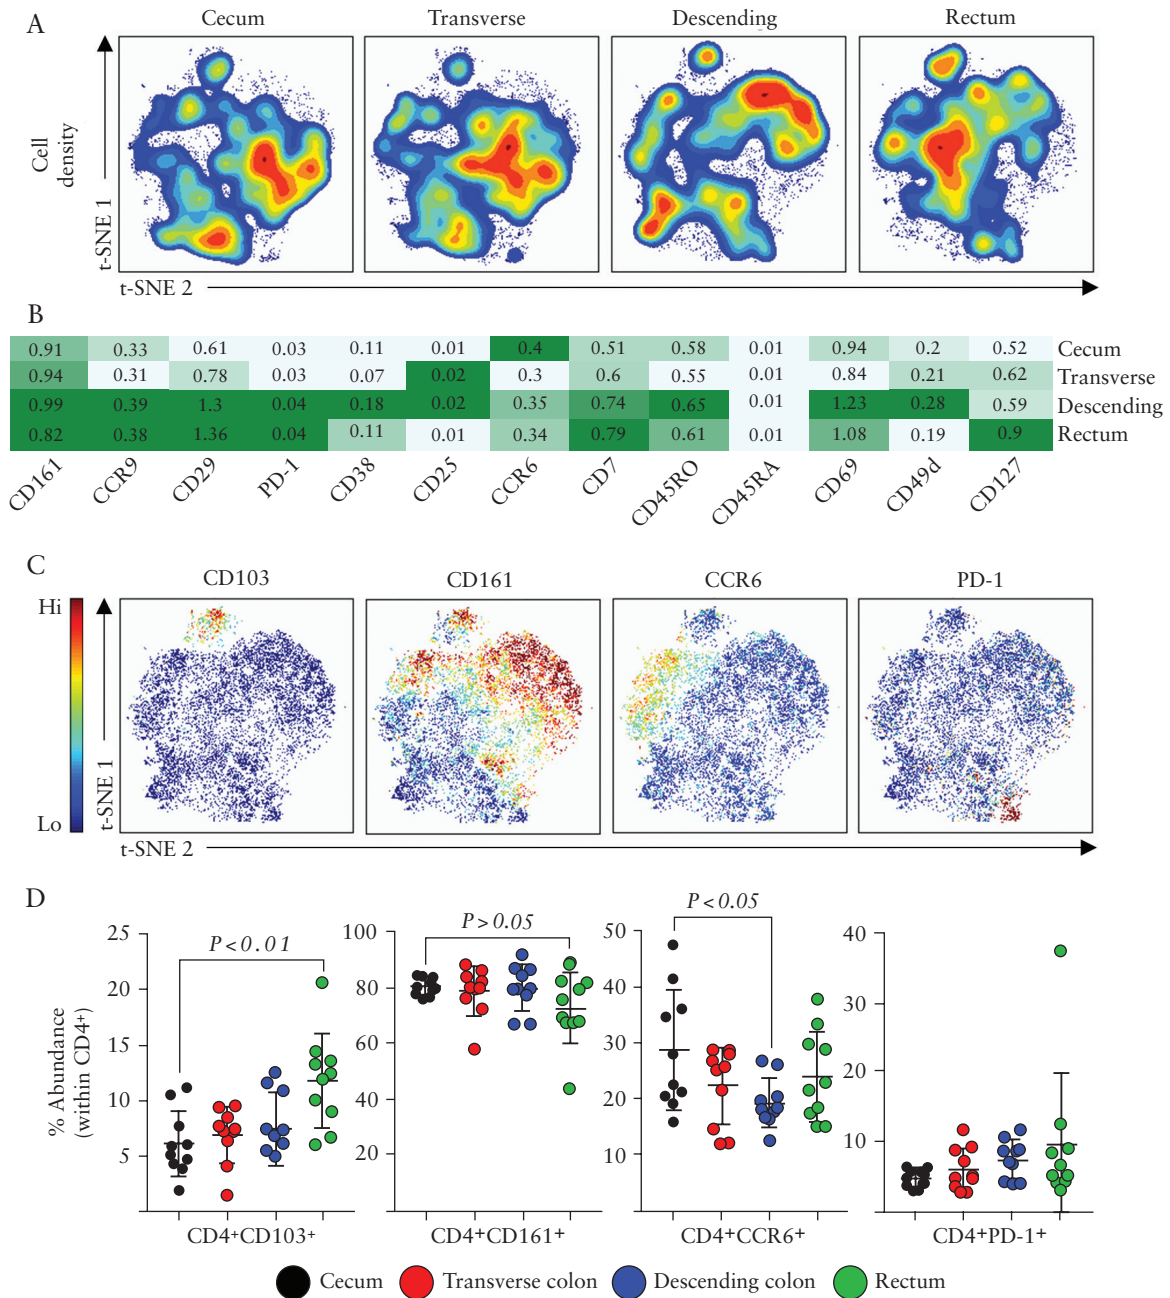 A
Cecum Transverse Descending Rectum
Cell
density
t-SNE 1
t-SNE 2
B
0.91 0.33 0.61 0.03 0.11 0.01 0.4 0.51 0.58 0.01 0.94 0.2 0.52 Cecum
0.94 0.31 0.78 0.03 0.07 0.02 0.3 0.6 0.55 0.01 0.84 0.21 0.62 Transverse
0.99 0.39 1.3 0.04 0.18 0.02 0.35 0.74 0.65 0.01 1.23 0.28 0.59 Descending
0.82 0.38 1.36 0.04 0.11 0.01 0.34 0.79 0.61 0.01 1.08 0.19 0.9 Rectum
CD161 CCR9 CD29 PD-1 CD38 CD25 CCR6 CD7 CD45RO CD45RA CD69 CD49d CD127
C
CD103 CD161 CCR6 PD-1
Hi
Lo
t-SNE 1
t-SNE 2
D
% Abundance
(within CD4+)
25
20
15
10
5
P<0.01
CD4+CD103+
100
80
60
40
20
P>0.05
CD4+CD161+
50
40
30
20
10
P<0.05
CD4+CCR6+
40
30
20
10
CD4+PD-1+
Cecum Transverse colon Descending colon Rectum